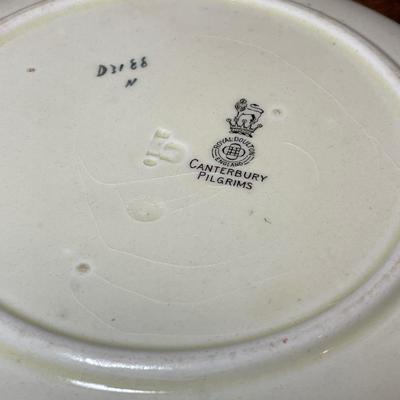 D3188
N
ROYAL DOULTON
ENGLAND
CANTERBURY
PILGRIMS